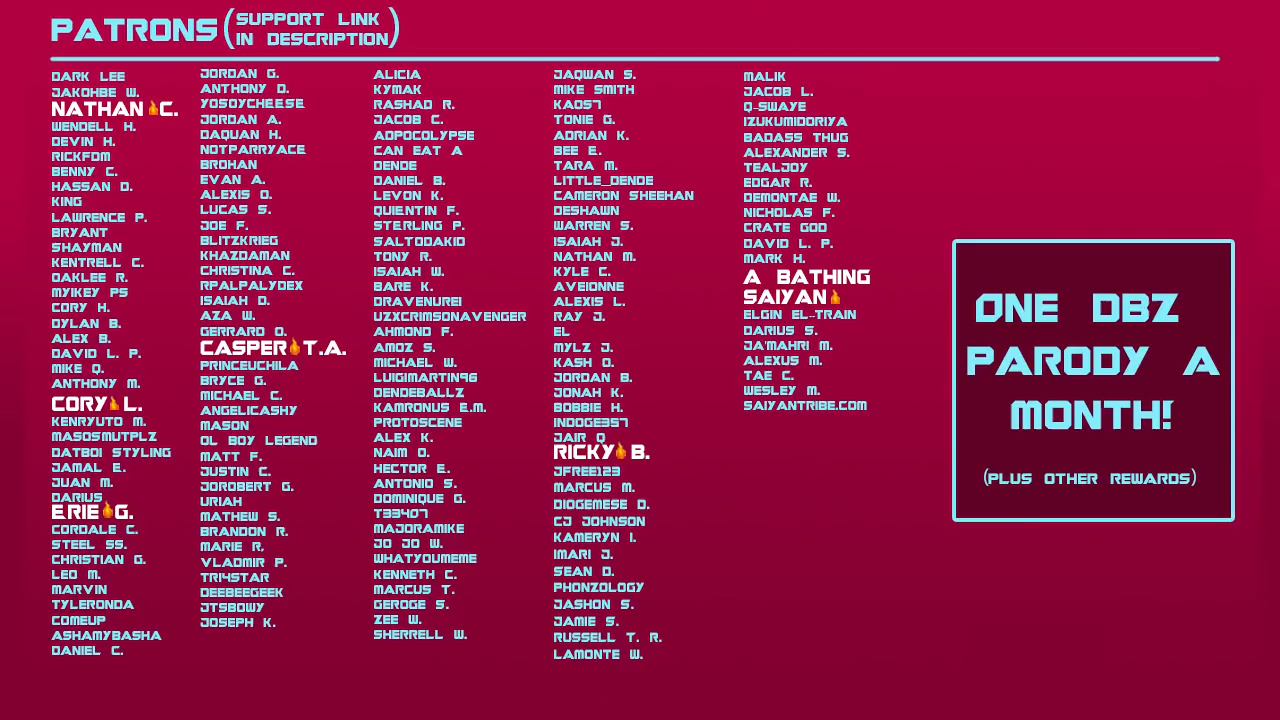 PATRONS (SUPPORT LINK
IN DESCRIPTION)
DARK LEE
JAKOHBE W.
NATHAN C.
WENDELL H.
DEVIN H.
RICKFDM
BENNY C.
HASSAN D.
KING
LAWRENCE P.
BRYANT
SHAYMAN
KENTRELL C.
OAKLEE R.
MYIKEY PS
CORY H.
DYLAN B.
ALEX B.
DAVID L. P.
MIKE Q.
ANTHONY M.
CORY L.
KENRYUTO M.
MASOSMUTPLZ
DATBOI STYLING
JAMAL E.
JUAN M.
DARIUS
ERIE G.
CORDALE C.
STEEL SS.
CHRISTIAN G.
LEO M.
MARVIN
TYLERONDA
COMEUP
ASHAMYBASHA
DANIEL C.
JORDAN G.
ANTHONY D.
YOSOYCHEESE
JORDAN A.
DAQUAN H.
NOTPARRYACE
BROHAN
EVAN A.
ALEXIS O.
LUCAS S.
JOE F.
BLITZKRIEG
KHAZDAMAN
CHRISTINA C.
RPALPALYDEX
ISAIAH D.
AZA W.
GERRARD O.
CASPER T.A.
PRINCEUCHILA
BRYCE G.
MICHAEL C.
ANGELICASHY
MASON
OL BOY LEGEND
MATT F.
JUSTIN C.
JORDBERT G.
URIAH
MATHEW S.
BRANDON R.
MARIE R,
VLADMIR P.
TRI4STAR
DEEBEEGEEK
JTSBOWY
JOSEPH K.
ALICIA
KYMAK
RASHAD R.
JACOB C.
ADPOCOLYPSE
CAN EAT A
DENDE
DANIEL B.
LEVON K.
QUIENTIN F.
STERLING P.
SALTODAKID
TONY R.
ISAIAH W.
BARE K.
DRAVENUREI
UZXCRIMSONAVENGER
AHMOND F.
AMOZ S.
MICHAEL W.
LUIGIMARTIN96
DENDEBALLZ
KAMRONUS E.M.
PROTOSCENE
ALEX K.
NAIM O.
HECTOR E.
ANTONIO S.
DOMINIQUE G.
T33407
MAJORAMIKE
JO JO W.
WHATYOUMEME
KENNETH C.
MARCUS T.
GEROGE S.
ZEE W.
SHERRELL W.
JAQWAN S.
MIKE SMITH
KAOS7
TONIE G.
ADRIAN K.
BEE E.
TARA M.
LITTLE_DENDE
CAMERON SHEEHAN
DESHAWN
WARREN S.
ISAIAH J.
NATHAN M.
KYLE C.
AVEIONNE
ALEXIS L.
RAY J.
EL
MYLZ J.
KASH O.
JORDAN B.
JONAH K.
BOBBIE H.
INDOGE357
JAIR Q
RICKY B.
JFREE123
MARCUS M.
DIOGEMESE D.
CJ JOHNSON
KAMERYN I.
IMARI J.
SEAN D.
PHONZOLOGY
JASHON S.
JAMIE S.
RUSSELL T. R.
LAMONTE W.
MALIK
JACOB L.
Q-SWAYE
IZUKUMIDORIYA
BADASS THUG
ALEXANDER S.
TEALJOY
EDGAR R.
DEMONTAE W.
NICHOLAS F.
CRATE GOD
DAVID L. P.
MARK H.
A BATHING
SAIYAN
ELGIN EL-TRAIN
DARIUS S.
JA'MAHRI M.
ALEXUS M.
TAE C.
WESLEY M.
SAIYANTRIBE.COM
ONE DBZ
PARODY A
MONTH!
(PLUS OTHER REWARDS)